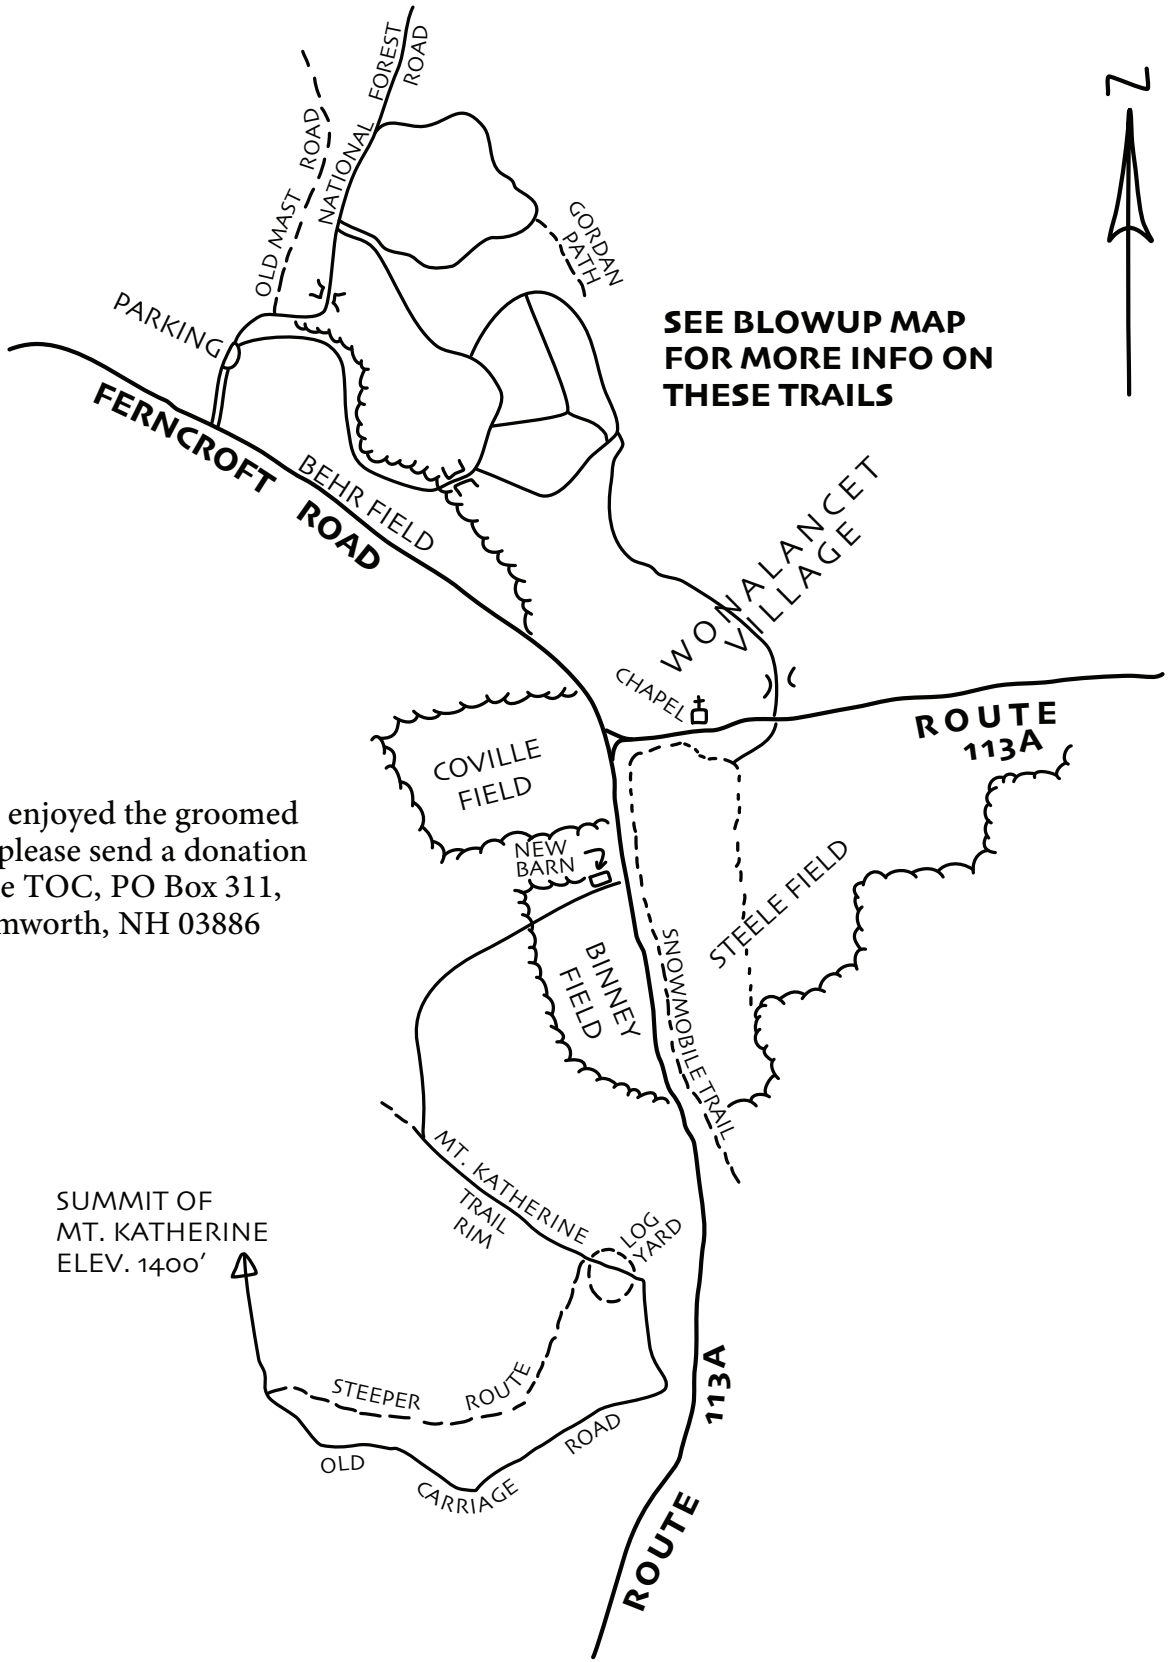 NATIONAL FOREST
ROAD
OLD MAST ROAD
N
GORDAN
PATH
PARKING
SEE BLOWUP MAP
FOR MORE INFO ON
THESE TRAILS
FERNCROFT
ROAD
BEHR FIELD
WONALANCET
VILLAGE
CHAPEL
ROUTE
113A
COVILLE
FIELD
enjoyed the groomed
please send a donation
e TOC, PO Box 311,
mworth, NH 03886
NEW
BARN
STEELE FIELD
BINNEY
FIELD
SNOWMOBILE TRAIL
MT. KATHERINE
TRAIL
RIM
LOG
YARD
SUMMIT OF
MT. KATHERINE
ELEV. 1400'
STEEPER ROUTE
OLD CARRIAGE ROAD
113A
ROUTE